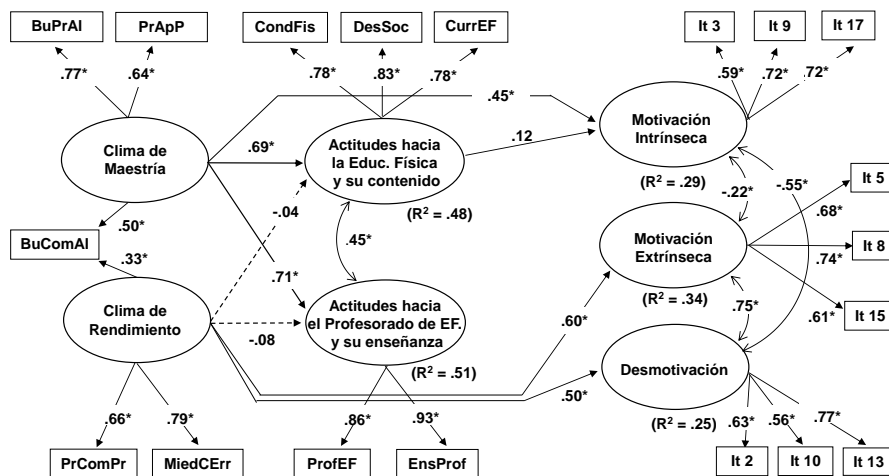 BuPrAl PrApP CondFis DesSoc CurrEF It 3 It 9 It 17
.77* .64* .78* .83* .78* .59* .72* .72*
.45*
Clima de
Maestría
.69*
Actitudes hacia
la Educ. Física
y su contenido
(R² = .48)
.12
Motivación
Intrínseca
(R² = .29)
-.22*
-.55*
It 5
.68*
.50*
BuComAl
.33*
-.04
.45*
.71*
Motivación
Extrínseca
(R² = .34)
.74*
It 8
.61*
It 15
Clima de
Rendimiento
-.08
Actitudes hacia
el Profesorado de EF.
y su enseñanza
(R² = .51)
.60*
.75*
.50*
Desmotivación
(R² = .25)
.66* .79* .86* .93* .63* .56* .77*
PrComPr MiedCErr ProfEF EnsProf It 2 It 10 It 13